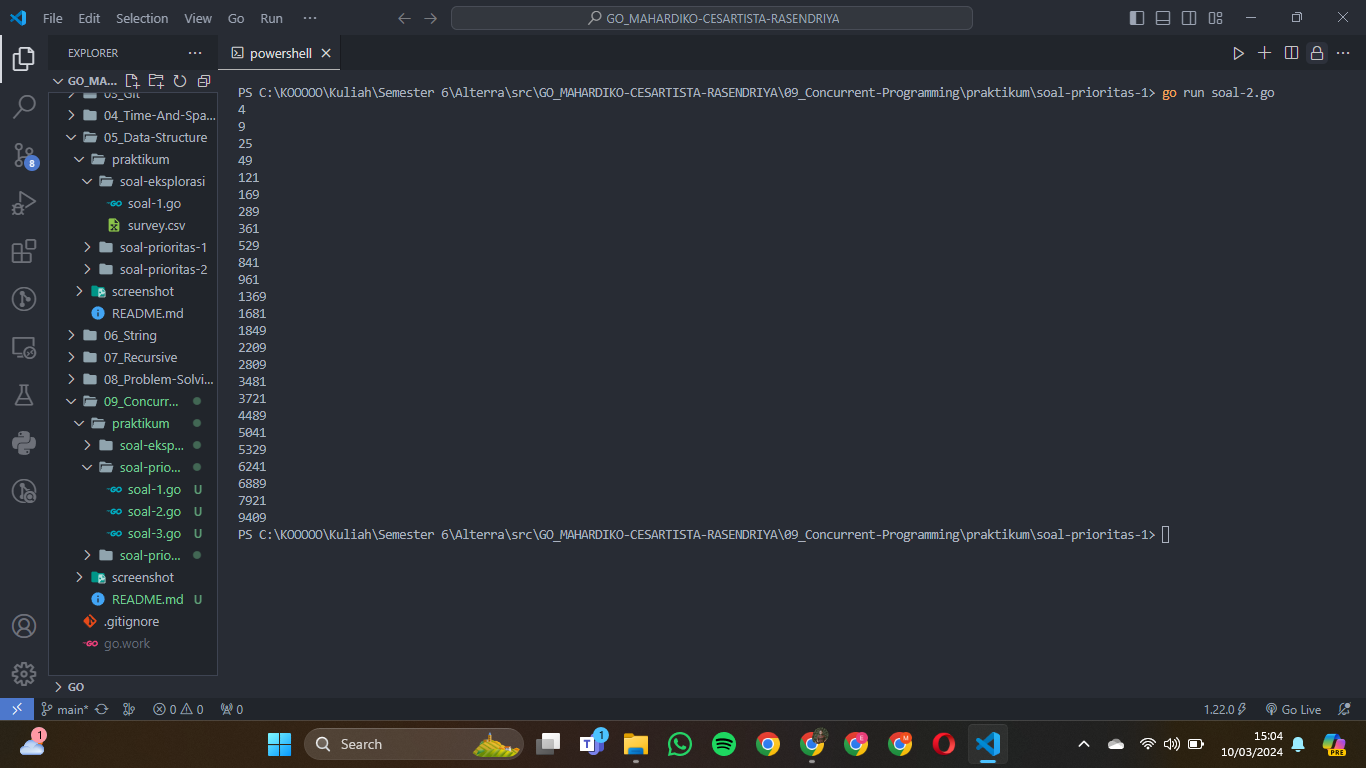 File Edit Selection View Go Run ···
GO_MAHARDIKO-CESARTISTA-RASENDRIYA
EXPLORER
powershell
GO_MA...
03_Git
04_Time-And-Spa...
05_Data-Structure
praktikum
soal-eksplorasi
soal-1.go
survey.csv
soal-prioritas-1
soal-prioritas-2
screenshot
README.md
06_String
07_Recursive
08_Problem-Solvi...
09_Concurr...
praktikum
soal-eksp...
soal-prio...
soal-1.go U
soal-2.go U
soal-3.go U
soal-prio...
screenshot
README.md U
.gitignore
go.work
GO
8
PS C:\KOOOOO\Kuliah\Semester 6\Alterra\src\GO_MAHARDIKO-CESARTISTA-RASENDRIYA\09_Concurrent-Programming\praktikum\soal-prioritas-1> go run soal-2.go
4
9
25
49
121
169
289
361
529
841
961
1369
1681
1849
2209
2809
3481
3721
4489
5041
5329
6241
6889
7921
9409
PS C:\KOOOOO\Kuliah\Semester 6\Alterra\src\GO_MAHARDIKO-CESARTISTA-RASENDRIYA\09_Concurrent-Programming\praktikum\soal-prioritas-1>
main* 0 0 0 1.22.0 Go Live
1
Search
1
15:04
10/03/2024
PRE